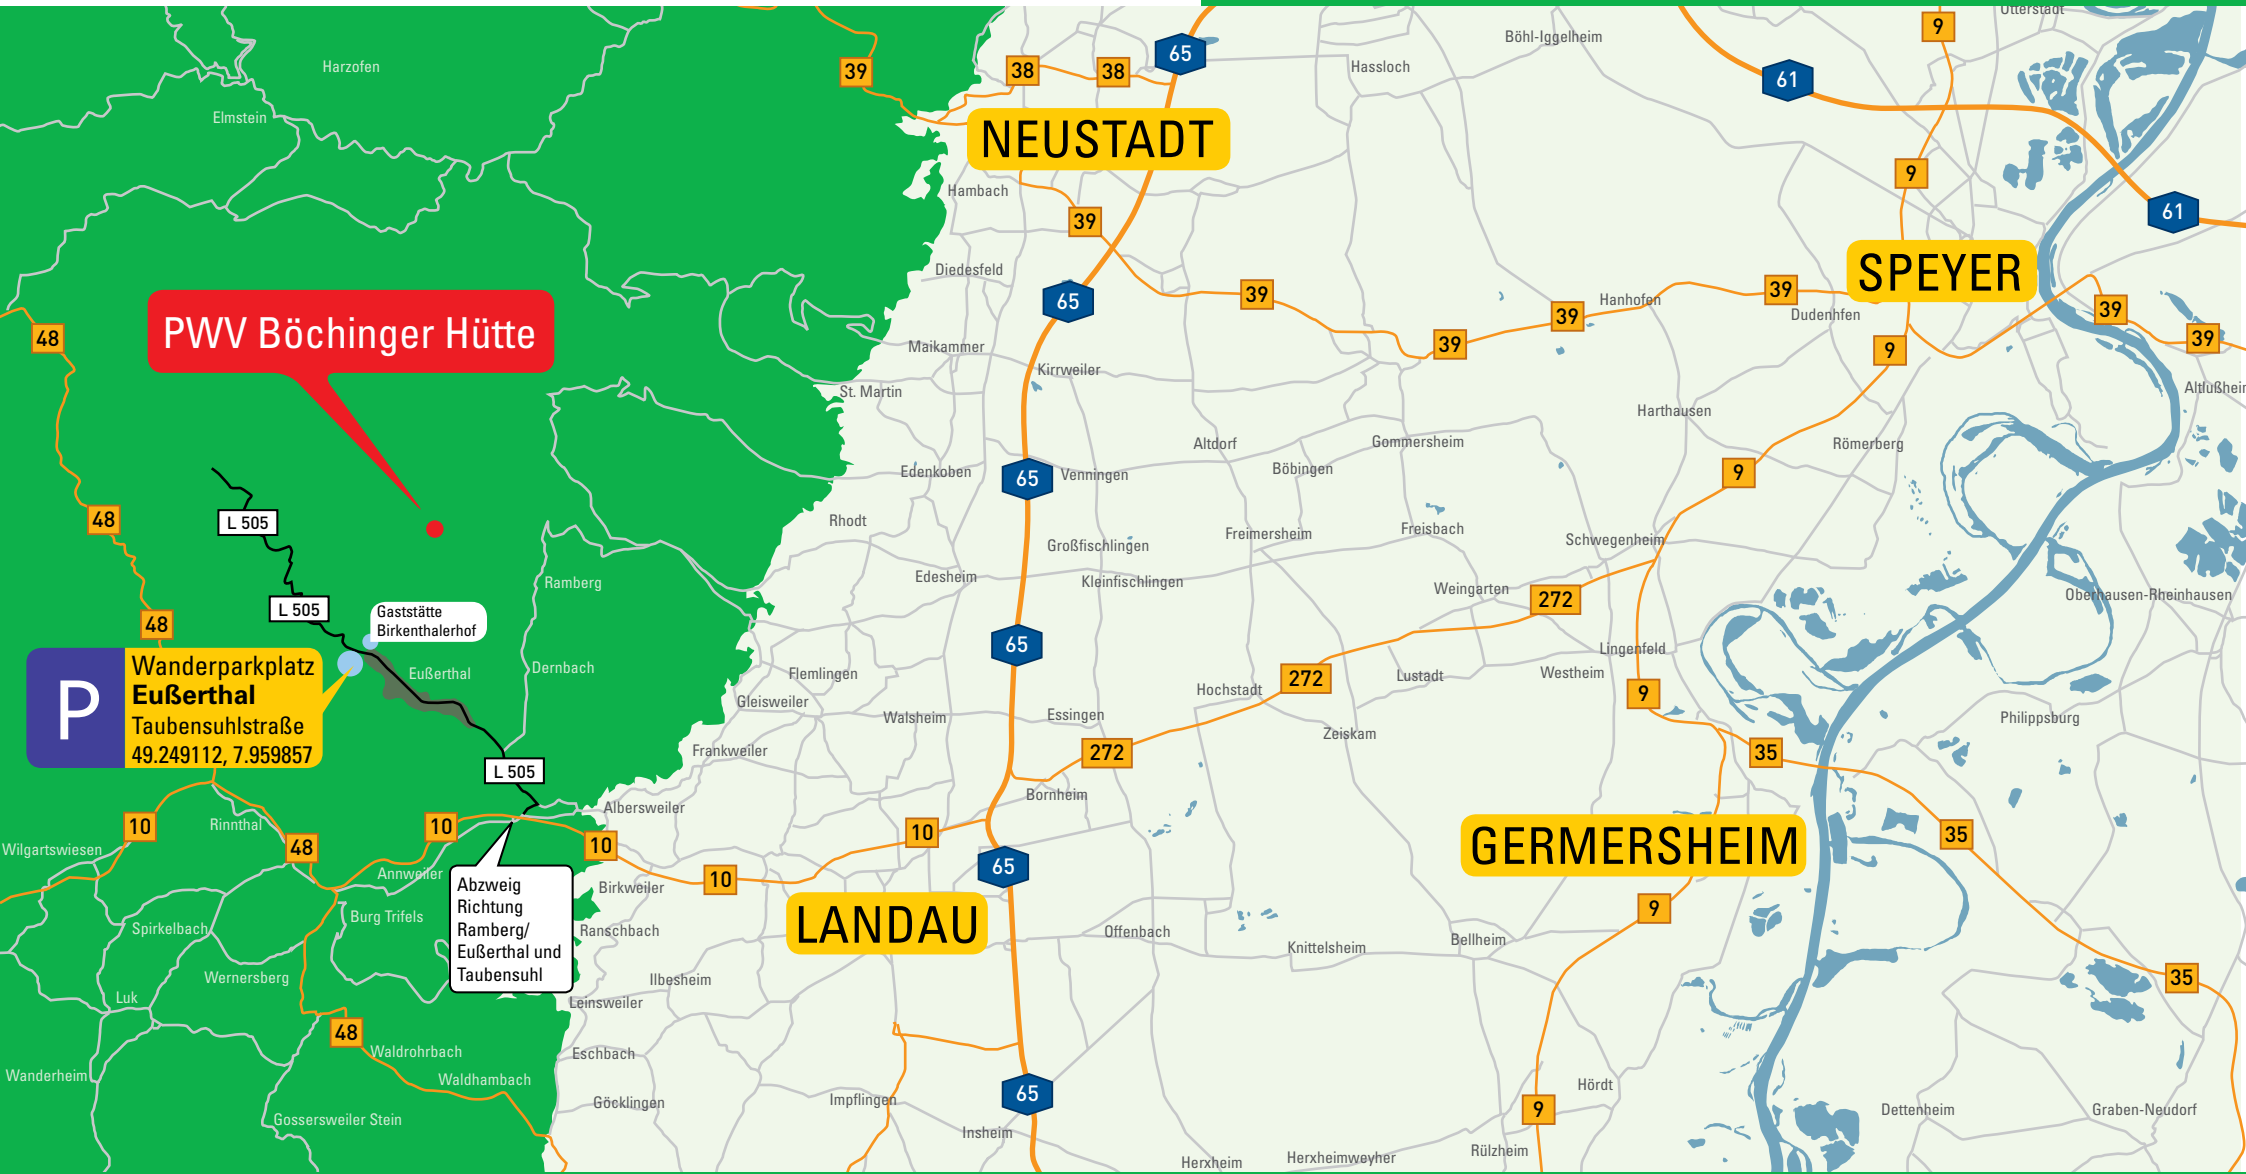 Otterstadt
9
Böhl-Iggelheim
65
Harzofen
39
38
38
Hassloch
61
Elmstein
NEUSTADT
9
Hambach
39
61
Diedesfeld
SPEYER
65
39
Hanhofen
39
39
39
39
Dudenhfen
39
9
48
PWV Böchinger Hütte
Maikammer
Kirrweiler
St. Martin
Altlußheim
Harthausen
Altdorf
Gommersheim
Römerberg
Böbingen
Edenkoben
65
Venningen
9
48
L 505
Rhodt
Freimersheim
Freisbach
Schwegenheim
Großfischlingen
Edesheim
Kleinfischlingen
Ramberg
Weingarten
272
Oberhausen-Rheinhausen
L 505
Gaststätte
Birkenthalerhof
48
65
Lingenfeld
P
Wanderparkplatz
Eußerthal
Taubensuhlstraße
49.249112, 7.959857
Eußerthal
Dernbach
Flemlingen
Hochstadt
272
Lustadt
Westheim
9
Gleisweiler
Walsheim
Essingen
Zeiskam
Philippsburg
Frankweiler
272
35
L 505
Bornheim
Albersweiler
10
Rinnthal
48
10
10
10
35
Wilgartswiesen
GERMERSHEIM
65
Annweiler
Abzweig
Richtung
Ramberg/
Eußerthal und
Taubensuhl
Birkweiler
10
LANDAU
9
Burg Trifels
Spirkelbach
Ranschbach
Offenbach
Knittelsheim
Bellheim
Wernersberg
Ilbesheim
35
Luk
Leinsweiler
48
Waldrohrbach
Eschbach
Wanderheim
Waldhambach
65
Hördt
Göcklingen
Impflingen
9
Dettenheim
Graben-Neudorf
Gossersweiler Stein
Insheim
Rülzheim
Herxheim
Herxheimweyher